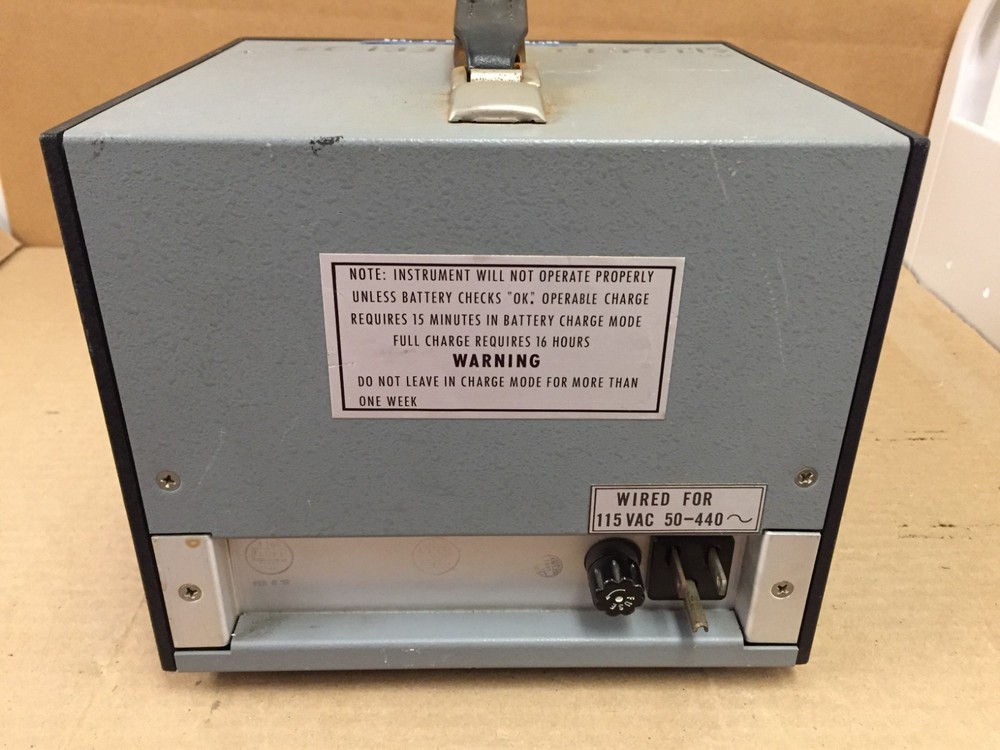 NOTE: INSTRUMENT WILL NOT OPERATE PROPERLY
UNLESS BATTERY CHECKS "OK". OPERABLE CHARGE
REQUIRES 15 MINUTES IN BATTERY CHARGE MODE
FULL CHARGE REQUIRES 16 HOURS
WARNING
DO NOT LEAVE IN CHARGE MODE FOR MORE THAN
ONE WEEK
WIRED FOR
115 VAC 50-440~
FUSE